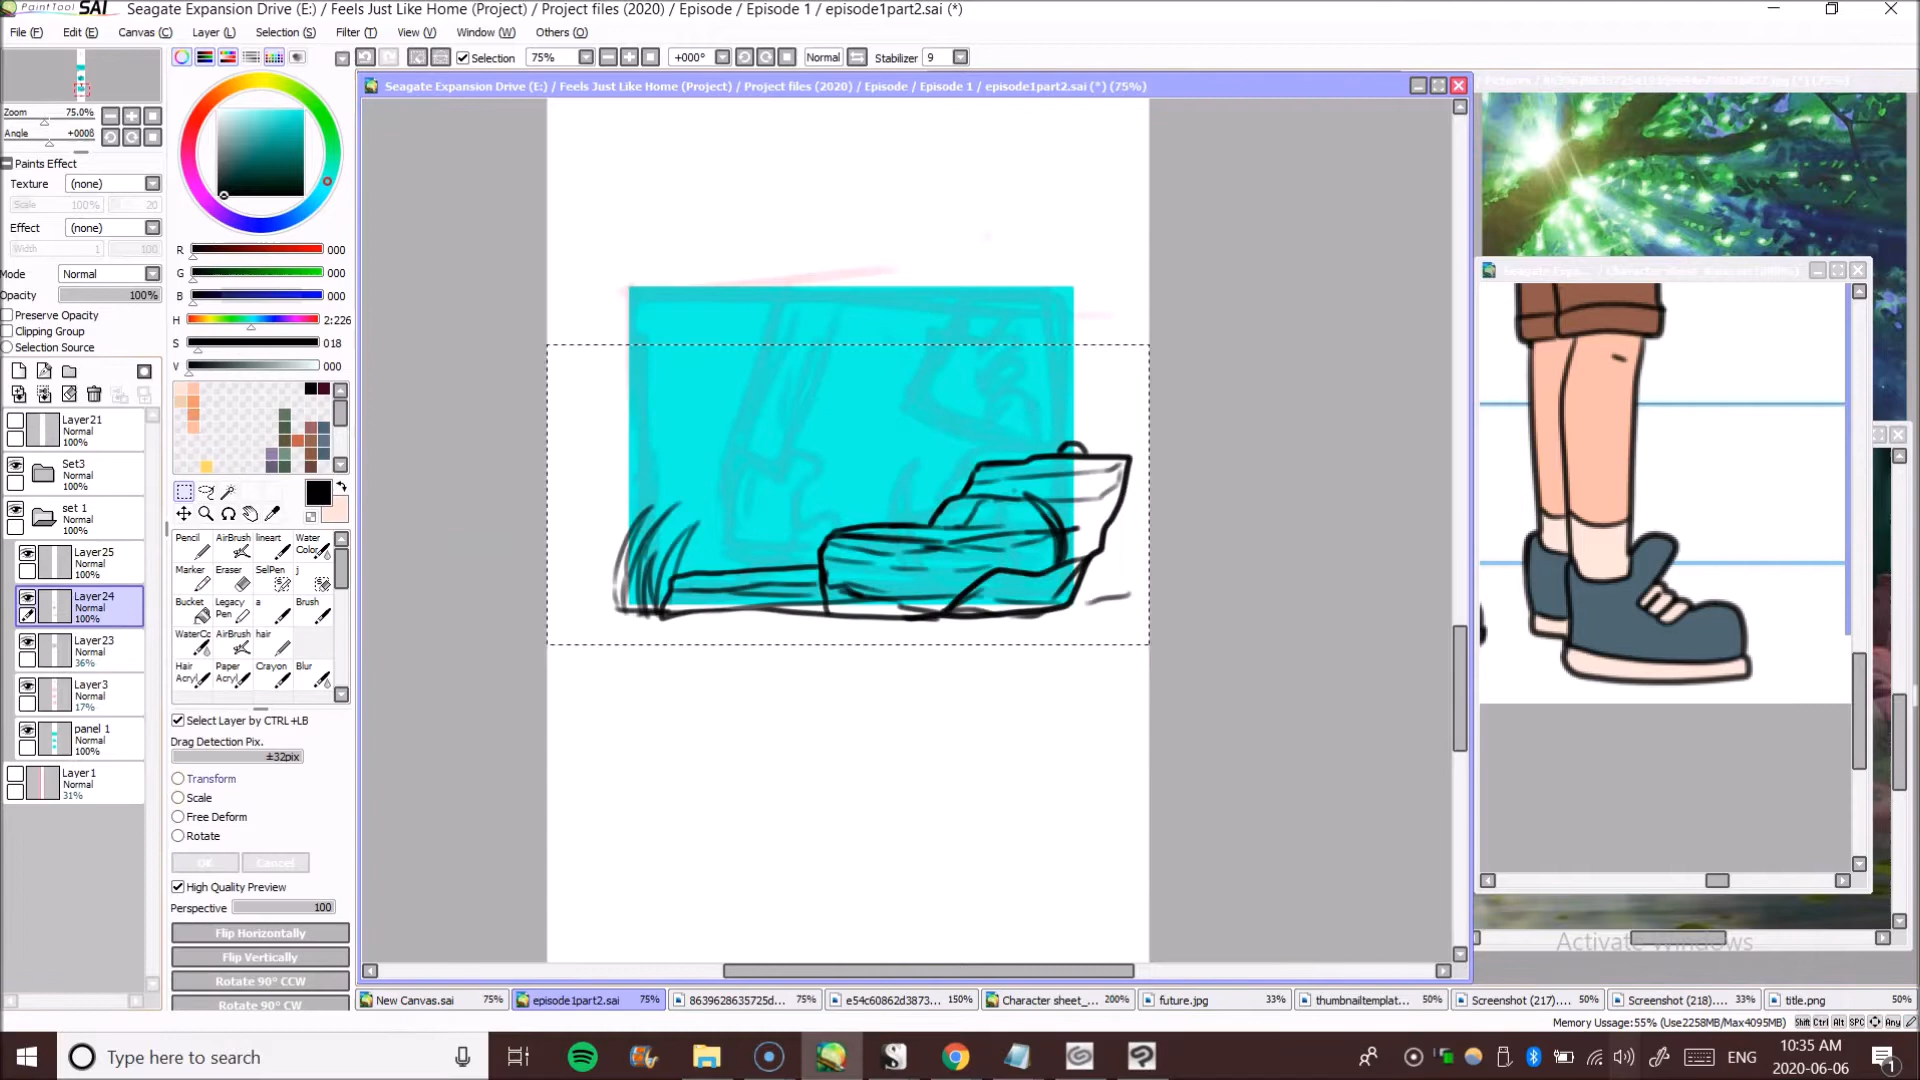 PaintTool SAI Seagate Expansion Drive (E:) / Feels Just Like Home (Project) / Project files (2020) / Episode / Episode 1 / episode1part2.sai (*)
File (F) Edit (E) Canvas (C) Layer (L) Selection (S) Filter (T) View (V) Window (W) Others (O)
Selection 75% +000° Normal Stabilizer 9
Seagate Expansion Drive (E:) / Feels Just Like Home (Project) / Project files (2020) / Episode / Episode 1 / episode1part2.sai (*) (75%)
Zoom 75.0%
Angle +000ß
Paints Effect
Texture (none)
Scale 100% 20
Effect (none)
Width 1 100
Mode Normal
Opacity 100%
Preserve Opacity
Clipping Group
Selection Source
Layer21
Normal
100%
Set3
Normal
100%
set 1
Normal
100%
Layer25
Normal
100%
Layer24
Normal
100%
Layer23
Normal
36%
Layer3
Normal
17%
panel 1
Normal
100%
Layer1
Normal
31%
R 000
G 000
B 000
H 2:226
S 018
V 000
Pencil AirBrush lineart Water Color
Marker Eraser SelPen j
Bucket Legacy Pen a Brush
WaterCo AirBrush hair
Hair Acryl Paper Acryl Crayon Blur
Select Layer by CTRL+LB
Drag Detection Pix.
±32pix
Transform
Scale
Free Deform
Rotate
OK Cancel
High Quality Preview
Perspective 100
Flip Horizontally
Flip Vertically
Rotate 90° CCW
Rotate 90° CW
Activate Windows
New Canvas.sai 75% episode1part2.sai 75% 8639628635725d... 75% e54c60862d3873... 150% Character sheet_... 200% future.jpg 33% thumbnailtemplat... 50% Screenshot (217).... 50% Screenshot (218).... 33% title.png 50%
Memory Ussage:55% (Use2258MB/Max4095MB) Shift Ctrl Alt SPC Any
Type here to search
ENG
10:35 AM
2020-06-06
1